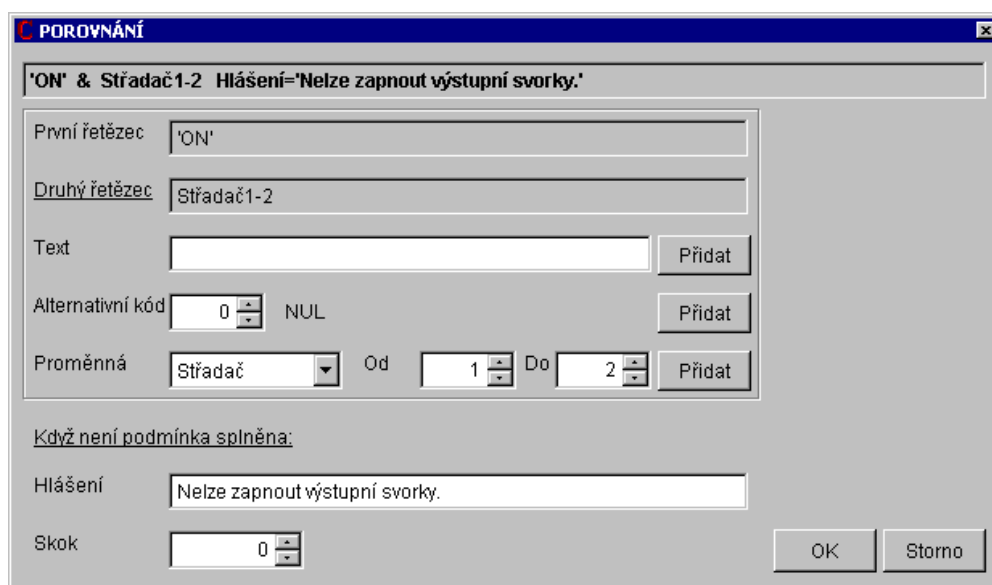 POROVNÁNÍ
'ON' & Střadač1-2 Hlášení='Nelze zapnout výstupní svorky.'
První řetězec 'ON'
Druhý řetězec Střadač1-2
Text Přidat
Alternativní kód 0 NUL Přidat
Proměnná Střadač Od 1 Do 2 Přidat
Když není podmínka splněna:
Hlášení Nelze zapnout výstupní svorky.
Skok 0 OK Storno